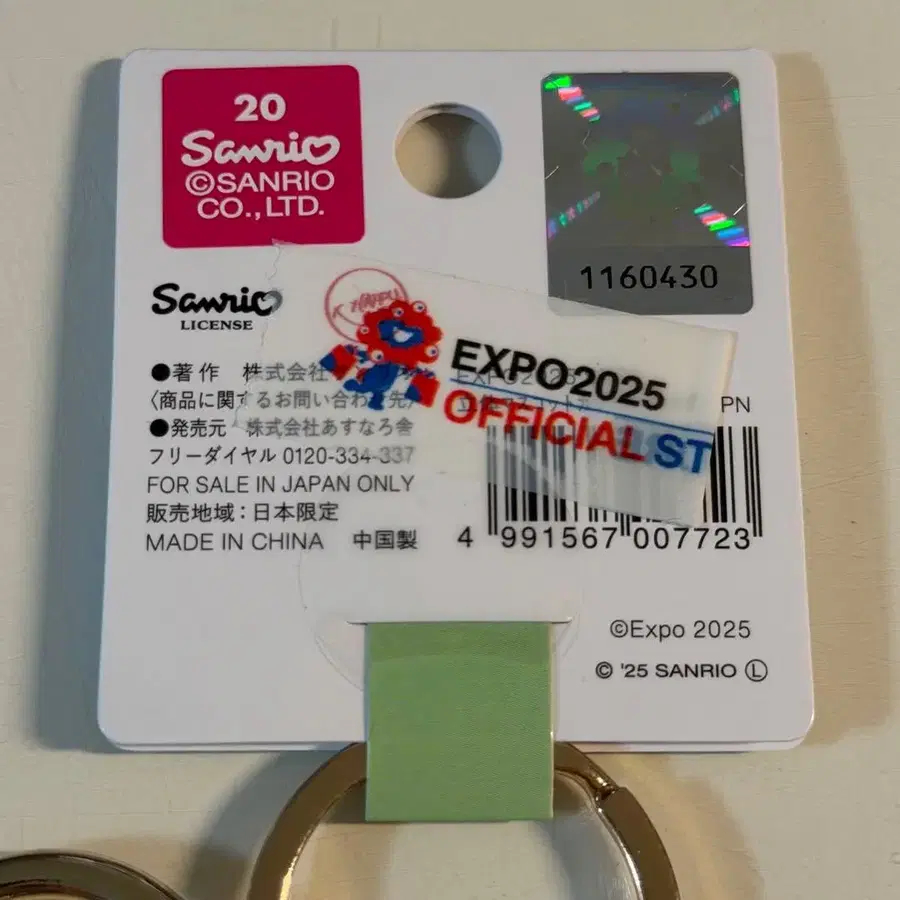 20
Sanrio
©SANRIO
CO.,LTD.
1160430
Sanrio
LICENSE
EXPO2025
OFFICIAL ST
●著作 株式会社
〈商品に関するお問い合わせ先〉
PN
●発売元 株式会社あすなろ舎
フリーダイヤル 0120-334-337
FOR SALE IN JAPAN ONLY
販売地域：日本限定
MADE IN CHINA 中国製
4 991567 007723
©Expo 2025
© '25 SANRIO Ⓛ